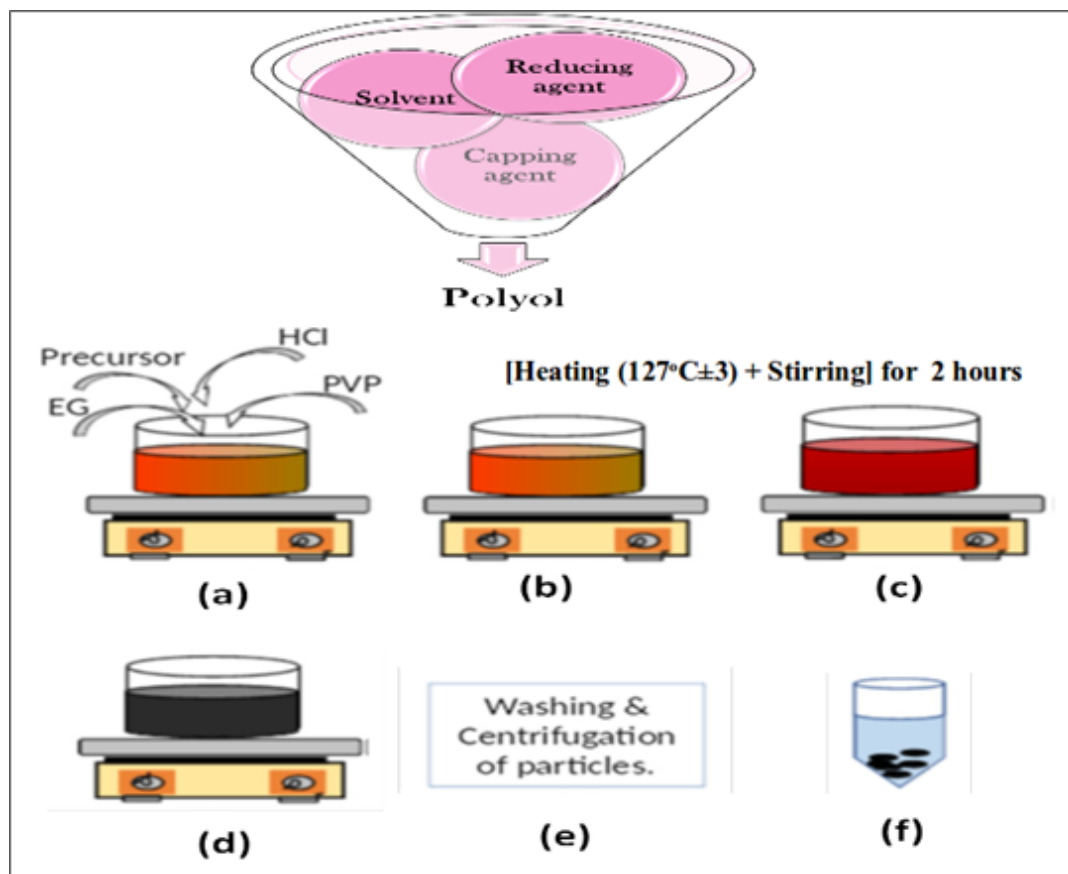 Reducing
agent
Solvent
Capping
agent
Polyol
HCl
Precursor
PVP
EG
[Heating (127°C±3) + Stirring] for 2 hours
(a)
(b)
(c)
Washing &
Centrifugation
of particles.
(d)
(e)
(f)